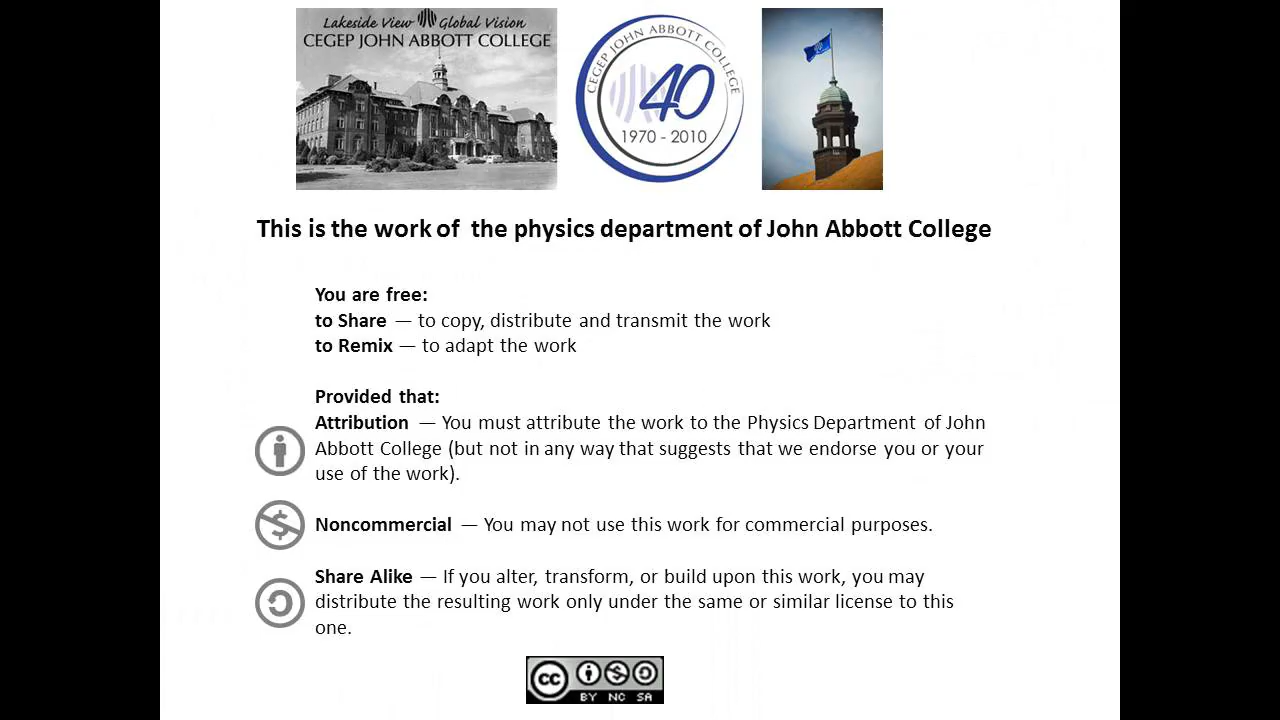 Lakeside View Global Vision
CEGEP JOHN ABBOTT COLLEGE
CEGEP JOHN ABBOTT COLLEGE
40
1970 - 2010
This is the work of the physics department of John Abbott College
You are free:
to Share — to copy, distribute and transmit the work
to Remix — to adapt the work
Provided that:
Attribution — You must attribute the work to the Physics Department of John
Abbott College (but not in any way that suggests that we endorse you or your
use of the work).
Noncommercial — You may not use this work for commercial purposes.
Share Alike — If you alter, transform, or build upon this work, you may
distribute the resulting work only under the same or similar license to this
one.
cc
BY NC SA